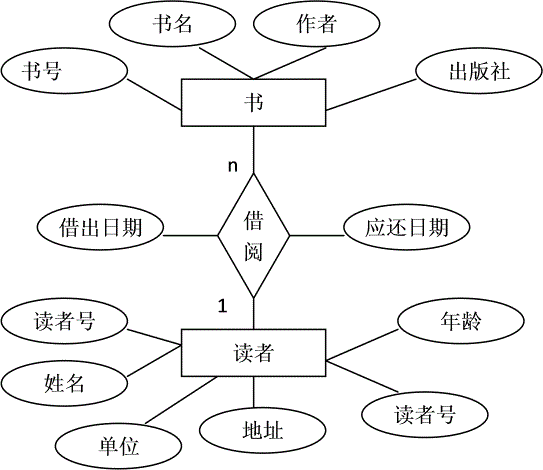 书名
作者
书号
出版社
书
n
借出日期
借
阅
应还日期
1
读者号
年龄
读者
姓名
读者号
单位
地址